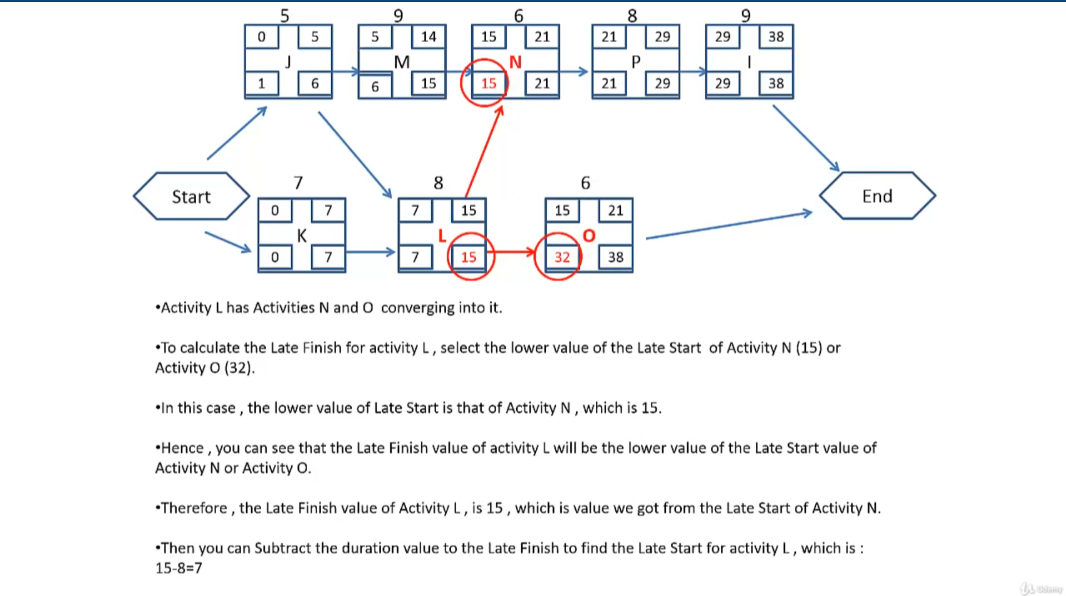 5 9 6 8 9
0 5 5 14 15 21 21 29 29 38
J M N P I
1 6 6 15 15 21 21 29 29 38
Start End
7 8 6
0 7 7 15 15 21
K L O
0 7 7 15 32 38
•Activity L has Activities N and O converging into it.
•To calculate the Late Finish for activity L , select the lower value of the Late Start of Activity N (15) or
Activity O (32).
•In this case , the lower value of Late Start is that of Activity N , which is 15.
•Hence , you can see that the Late Finish value of activity L will be the lower value of the Late Start value of
Activity N or Activity O.
•Therefore , the Late Finish value of Activity L , is 15 , which is value we got from the Late Start of Activity N.
•Then you can Subtract the duration value to the Late Finish to find the Late Start for activity L , which is :
15-8=7
Udemy